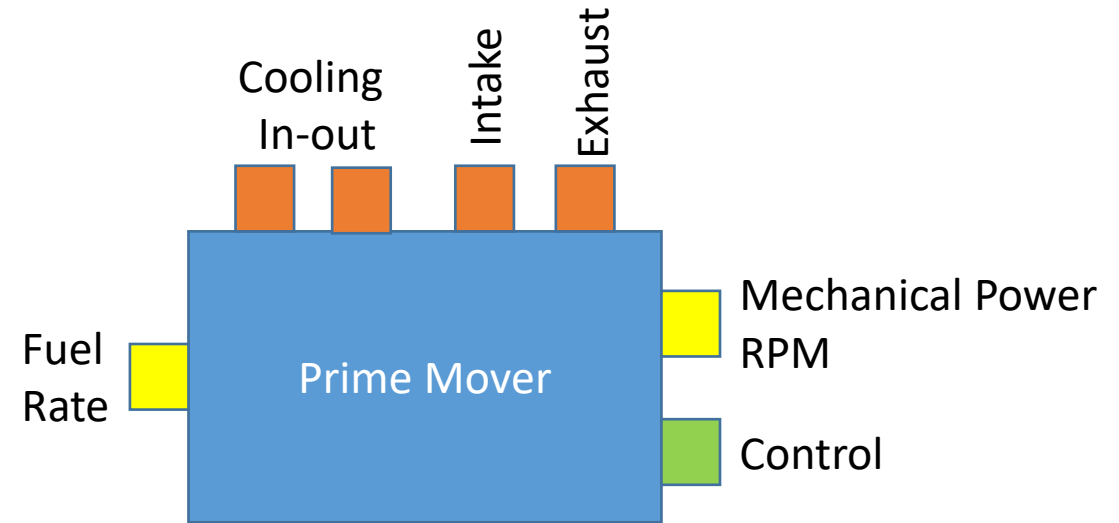 Cooling
In-out
Intake
Exhaust
Fuel
Rate
Prime Mover
Mechanical Power
RPM
Control